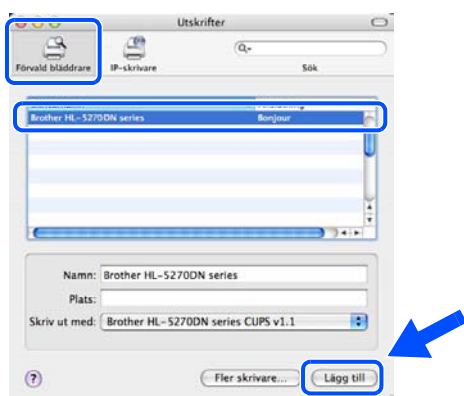 Utskrifter
Förvald bläddrare IP-skrivare Sök
Brother HL-5270DN series Bonjour
Namn: Brother HL-5270DN series
Plats:
Skriv ut med: Brother HL-5270DN series CUPS v1.1
? Fler skrivare... Lägg till